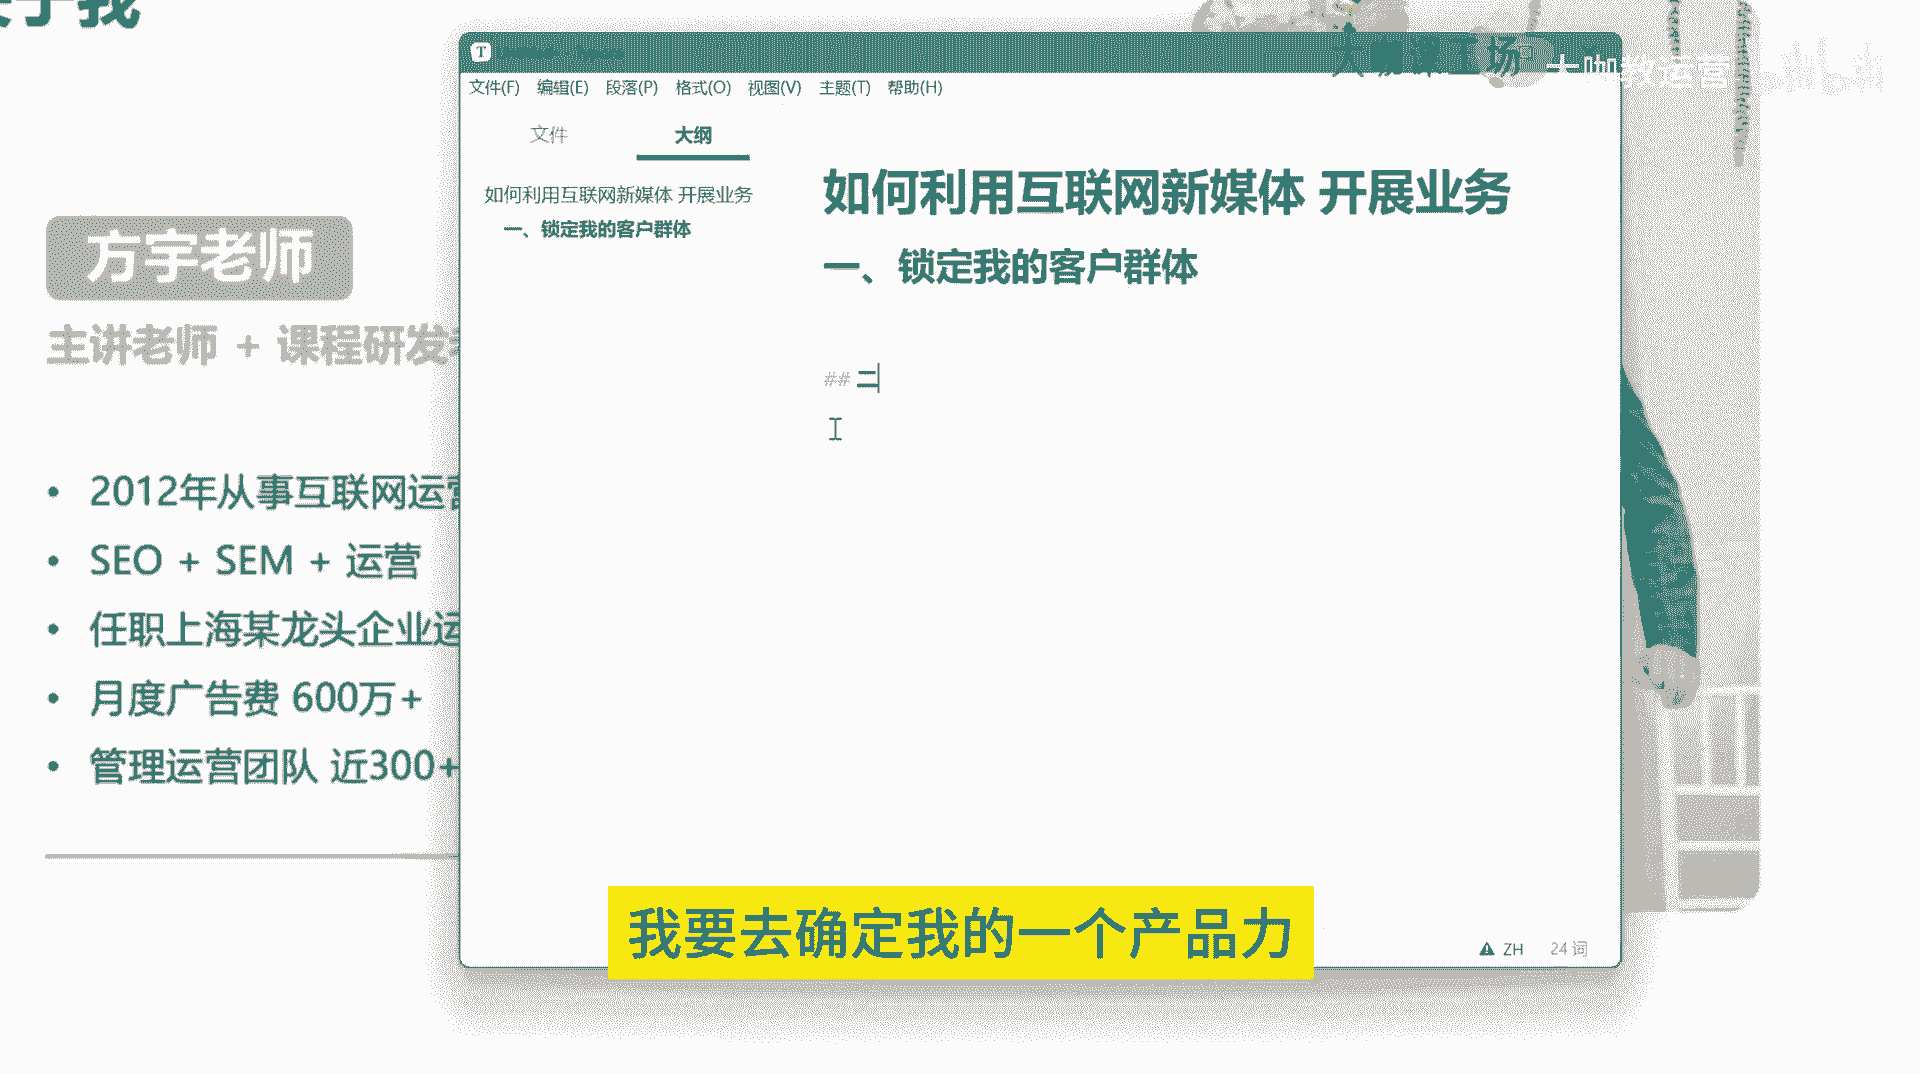 于我
方宇老师
主讲老师 + 课程研发
2012年从事互联网运营
SEO + SEM + 运营
任职上海某龙头企业运
月度广告费 600万+
管理运营团队 近300+
T
文件(F) 编辑(E) 段落(P) 格式(O) 视图(V) 主题(T) 帮助(H)
文件 大纲
如何利用互联网新媒体 开展业务
一、锁定我的客户群体
如何利用互联网新媒体 开展业务
一、锁定我的客户群体
## 二
ZH 24 词
大咖课工场
大咖教运营
我要去确定我的一个产品力